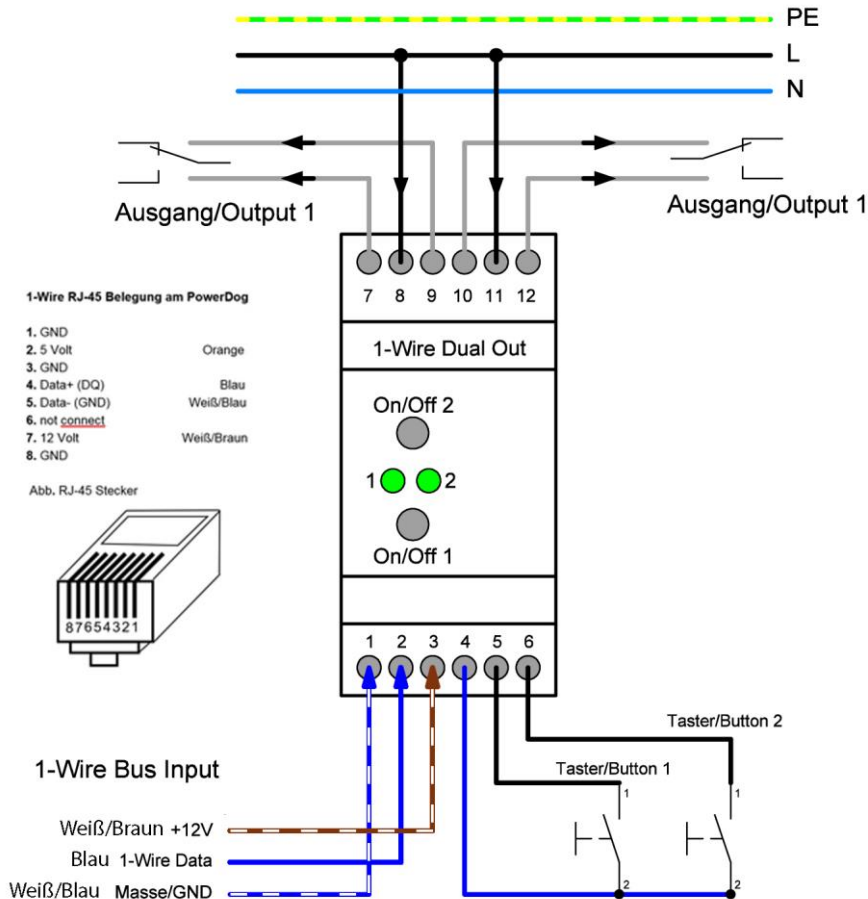 PE
L
N
Ausgang/Output 1
Ausgang/Output 1
7 8 9 10 11 12
1-Wire Dual Out
1-Wire RJ-45 Belegung am PowerDog
1. GND
2. 5 Volt Orange
3. GND
4. Data+ (DQ) Blau
5. Data- (GND) Weiß/Blau
6. not connect
7. 12 Volt Weiß/Braun
8. GND
Abb. RJ-45 Stecker
87654321
On/Off 2
1 2
On/Off 1
1 2 3 4 5 6
Taster/Button 2
Taster/Button 1
1
1
2
2
1-Wire Bus Input
Weiß/Braun +12V
Blau 1-Wire Data
Weiß/Blau Masse/GND